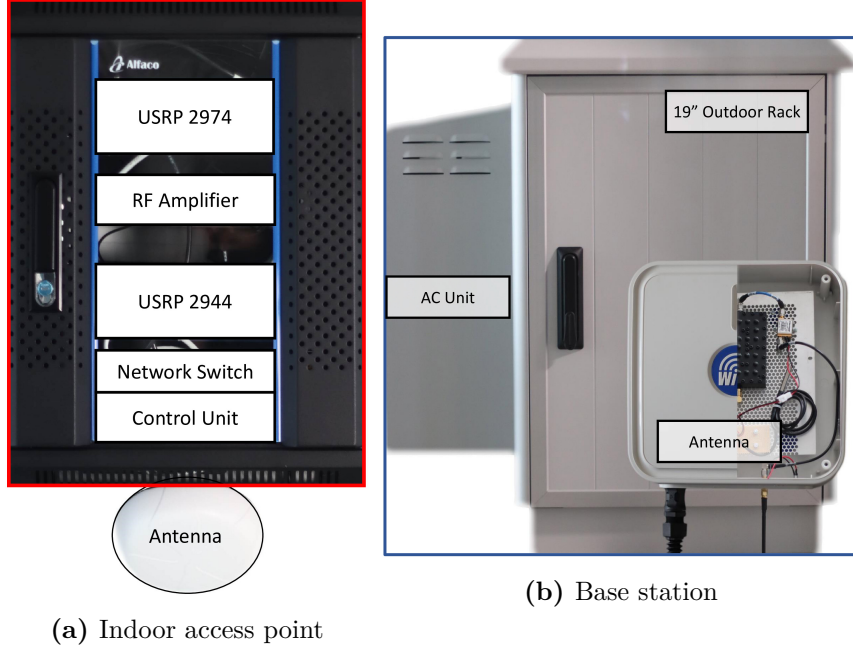 Alfaco
USRP 2974
RF Amplifier
USRP 2944
Network Switch
Control Unit
Antenna
(a) Indoor access point
19” Outdoor Rack
AC Unit
Wi
Antenna
(b) Base station